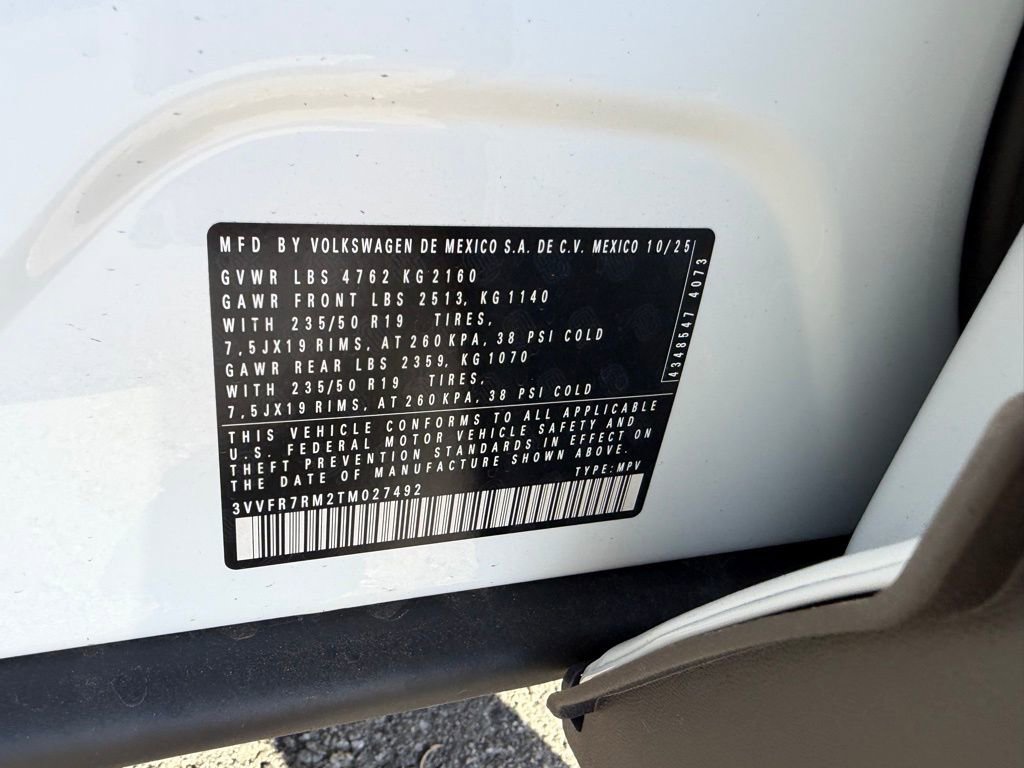 MFD BY VOLKSWAGEN DE MEXICO S.A. DE C.V. MEXICO 10/25
GVWR LBS 4762 KG 2160
GAWR FRONT LBS 2513, KG 1140
WITH 235/50 R19 TIRES,
7,5JX19 RIMS, AT 260 KPA, 38 PSI COLD
GAWR REAR LBS 2359, KG 1070
WITH 235/50 R19 TIRES,
7,5JX19 RIMS, AT 260 KPA, 38 PSI COLD
4348547 4073
THIS VEHICLE CONFORMS TO ALL APPLICABLE
U.S. FEDERAL MOTOR VEHICLE SAFETY AND
THEFT PREVENTION STANDARDS IN EFFECT ON
THE DATE OF MANUFACTURE SHOWN ABOVE.
TYPE: MPV
3VVFR7RM2TM027492